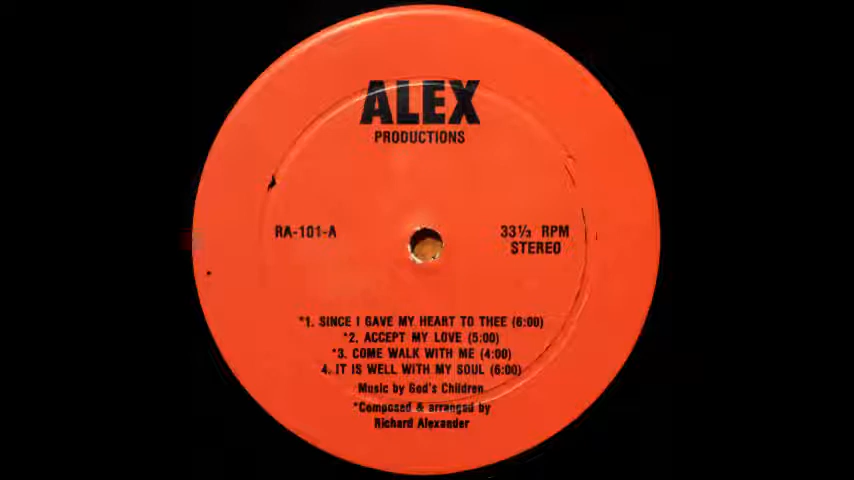 ALEX
PRODUCTIONS
RA-101-A
33⅓ RPM
STEREO
*1. SINCE I GAVE MY HEART TO THEE (6:00)
*2. ACCEPT MY LOVE (5:00)
*3. COME WALK WITH ME (4:00)
4. IT IS WELL WITH MY SOUL (6:00)
Music by God's Children
*Composed & arranged by
Richard Alexander